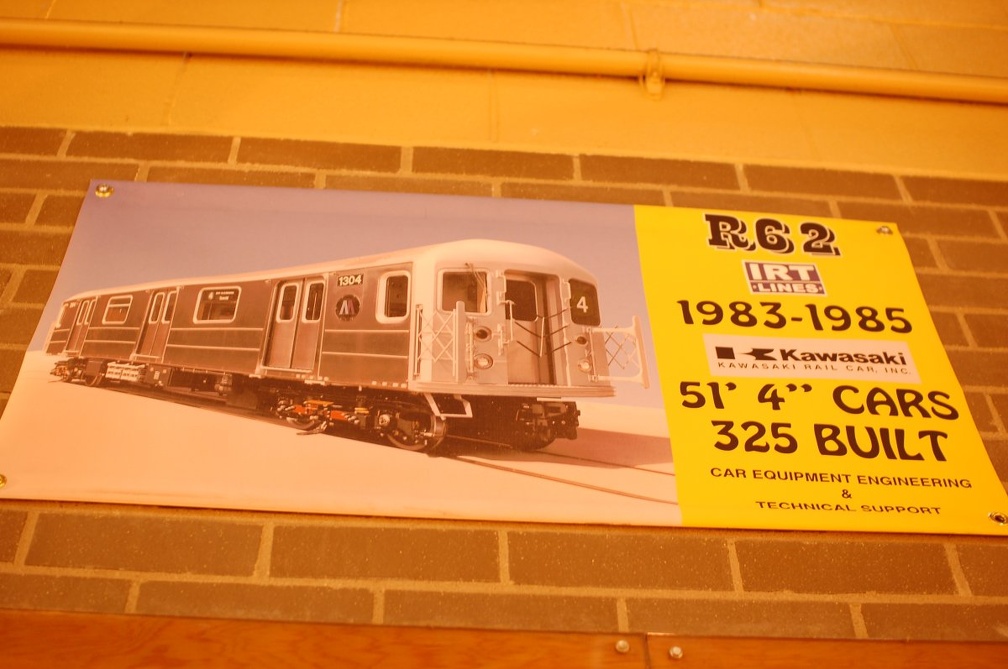 1304
4
R62
IRT
·LINES·
1983-1985
Kawasaki
KAWASAKI RAIL CAR, INC.
51' 4" CARS
325 BUILT
CAR EQUIPMENT ENGINEERING
&
TECHNICAL SUPPORT